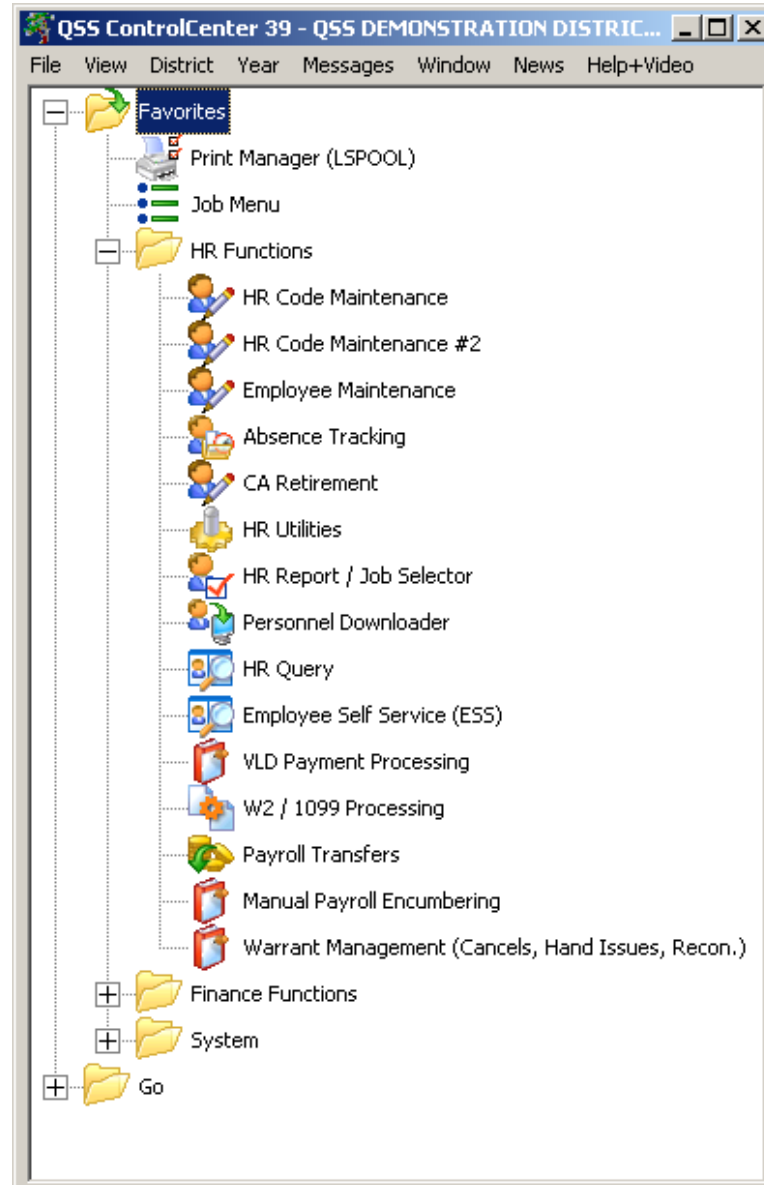 QSS ControlCenter 39 - QSS DEMONSTRATION DISTRIC...
File View District Year Messages Window News Help+Video
Favorites
Print Manager (LSPOOL)
Job Menu
HR Functions
HR Code Maintenance
HR Code Maintenance #2
Employee Maintenance
Absence Tracking
CA Retirement
HR Utilities
HR Report / Job Selector
Personnel Downloader
HR Query
Employee Self Service (ESS)
VLD Payment Processing
W2 / 1099 Processing
Payroll Transfers
Manual Payroll Encumbering
Warrant Management (Cancels, Hand Issues, Recon.)
Finance Functions
System
Go